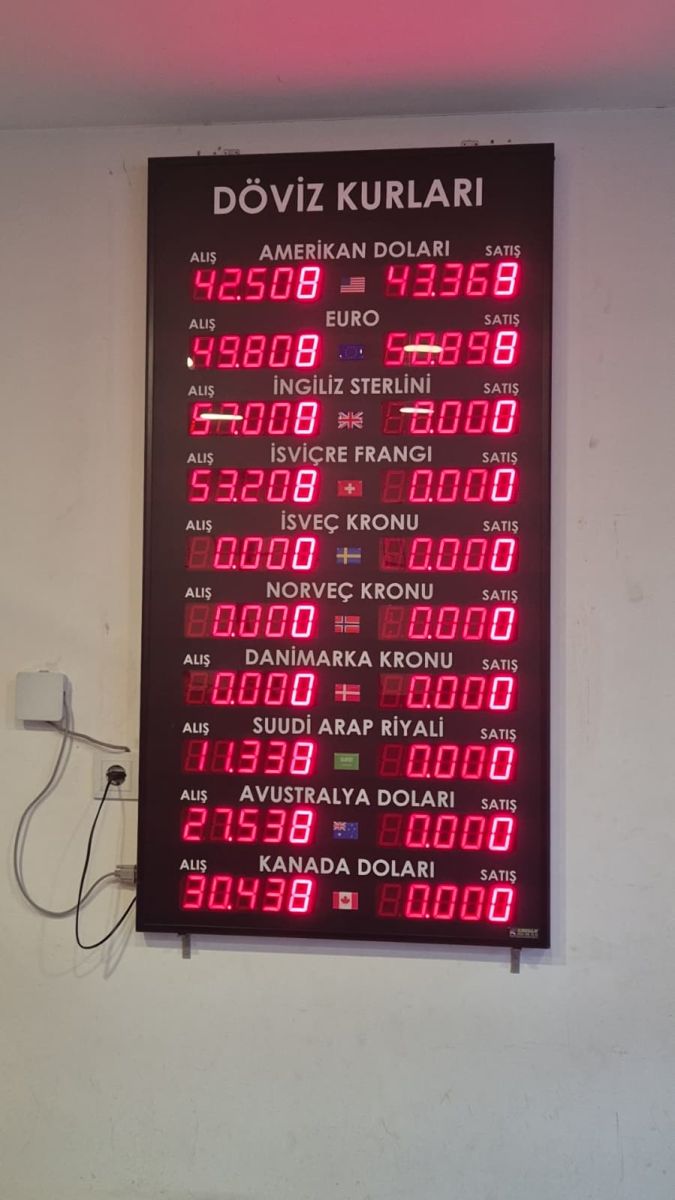 DÖVİZ KURLARI
ALIŞ AMERİKAN DOLARI SATIŞ
42.508 43.368
ALIŞ EURO SATIŞ
49.808 50.898
ALIŞ İNGİLİZ STERLİNİ SATIŞ
57.008 0.000
ALIŞ İSVİÇRE FRANGI SATIŞ
53.208 0.000
ALIŞ İSVEÇ KRONU SATIŞ
0.000 0.000
ALIŞ NORVEÇ KRONU SATIŞ
0.000 0.000
ALIŞ DANİMARKA KRONU SATIŞ
0.000 0.000
ALIŞ SUUDİ ARAP RİYALİ SATIŞ
11.338 0.000
ALIŞ AVUSTRALYA DOLARI SATIŞ
27.538 0.000
ALIŞ KANADA DOLARI SATIŞ
30.438 0.000